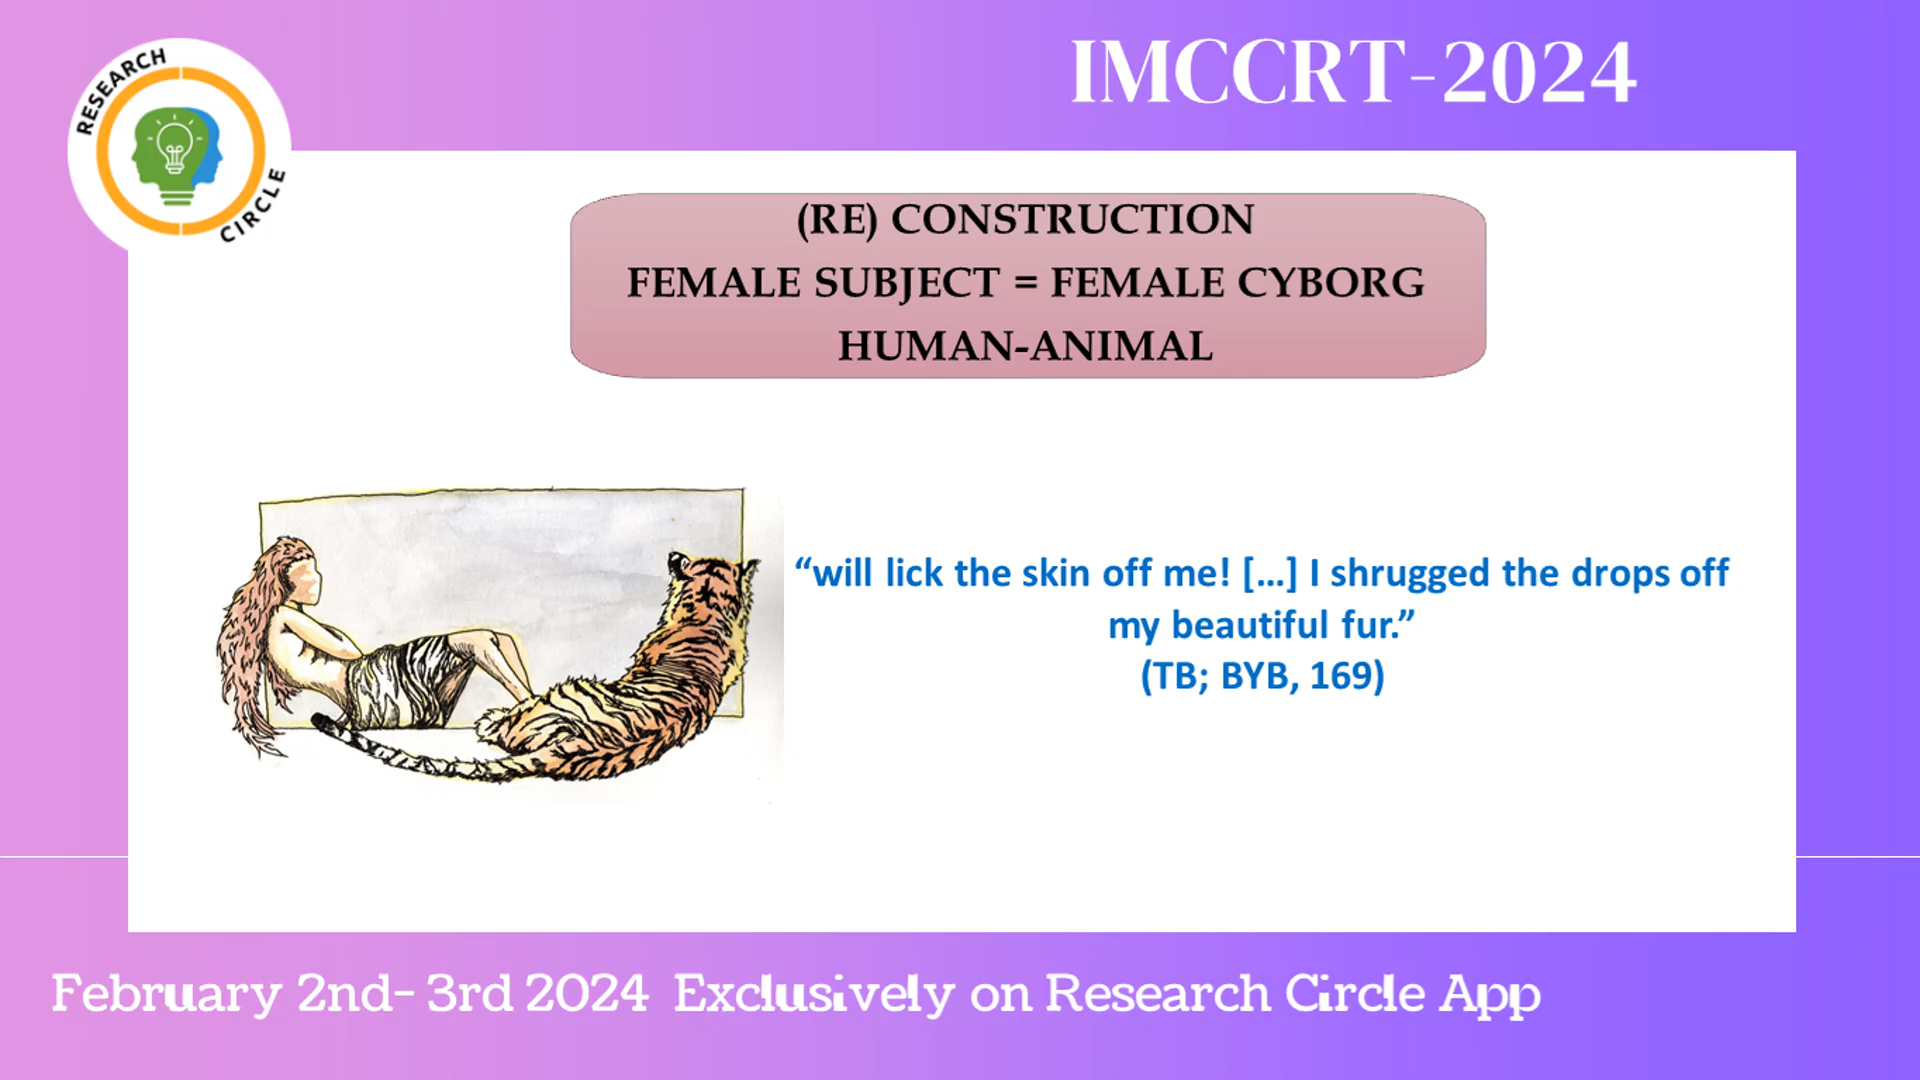 RESEARCH
CIRCLE
IMCCRT-2024
(RE) CONSTRUCTION
FEMALE SUBJECT = FEMALE CYBORG
HUMAN-ANIMAL
“will lick the skin off me! [...] I shrugged the drops off
my beautiful fur.”
(TB; BYB, 169)
February 2nd- 3rd 2024 Exclusively on Research Circle App